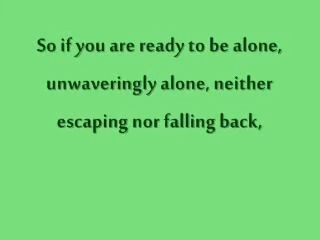 So if you are ready to be alone,
unwaveringly alone, neither
escaping nor falling back,